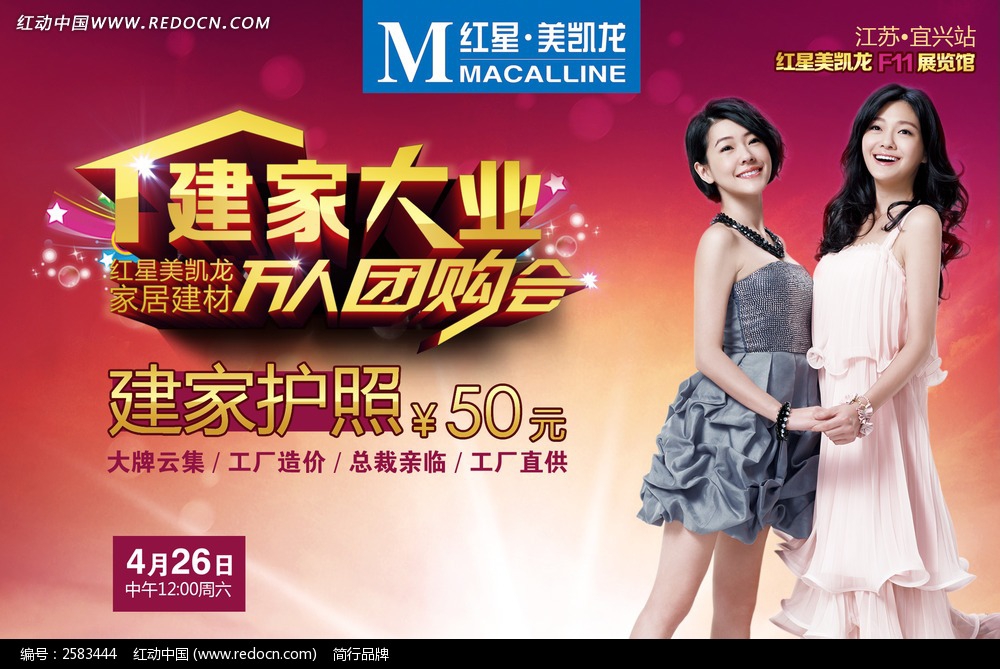 红动中国WWW.REDOCN.COM
M 红星·美凯龙
MACALLINE
江苏•宜兴站
红星美凯龙 F11 展览馆
建家大业
红星美凯龙
家居建材
万人团购会
建家护照 ¥50元
大牌云集 / 工厂造价 / 总裁亲临 / 工厂直供
4月26日
中午12:00周六
编号：2583444 红动中国 (www.redocn.com) 简行品牌